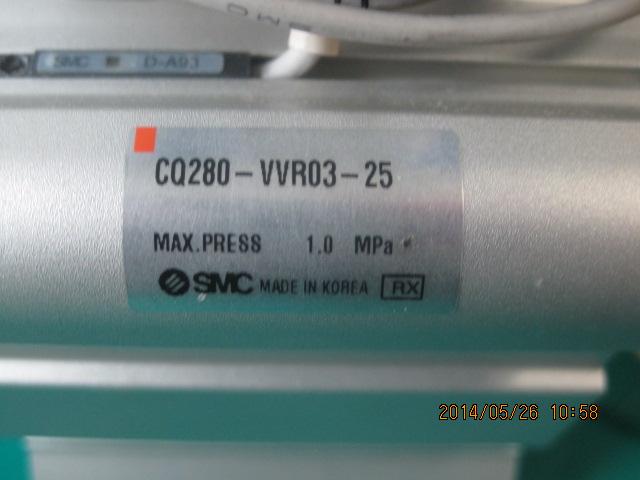 SMC D-A93
CQ280-VVR03-25
MAX.PRESS 1.0 MPa
SMC MADE IN KOREA RX
2014/05/26 10:58